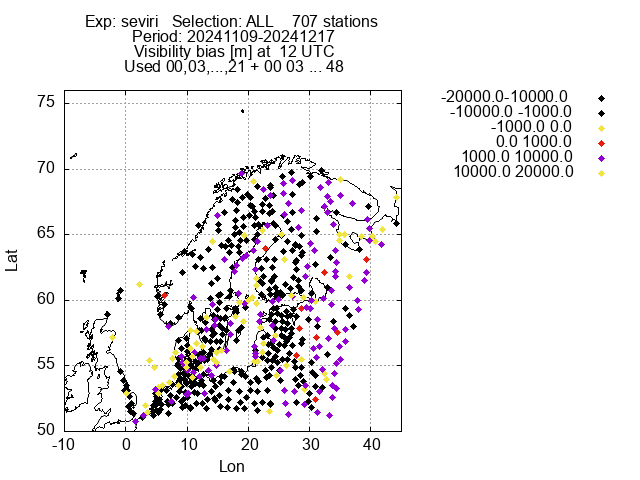 Exp: seviri Selection: ALL 707 stations
Period: 20241109-20241217
Visibility bias [m] at 12 UTC
Used 00,03,...,21 + 00 03 ... 48
-20000.0-10000.0
-10000.0 -1000.0
-1000.0 0.0
0.0 1000.0
1000.0 10000.0
10000.0 20000.0
75
70
65
60
55
50
Lat
-10 0 10 20 30 40
Lon